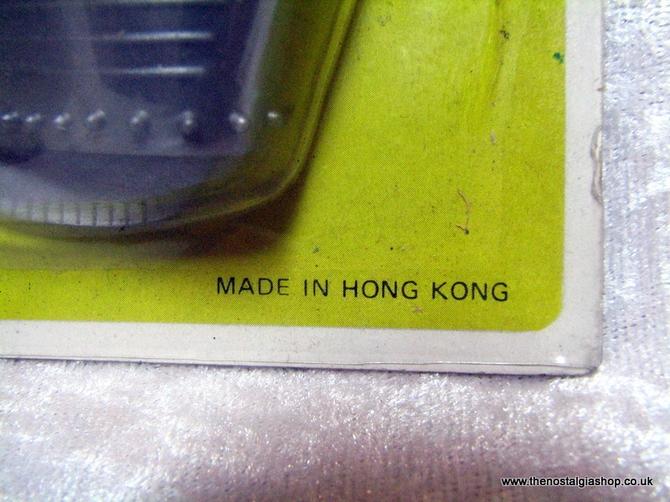 MADE IN HONG KONG
www.thenostalgiashop.co.uk